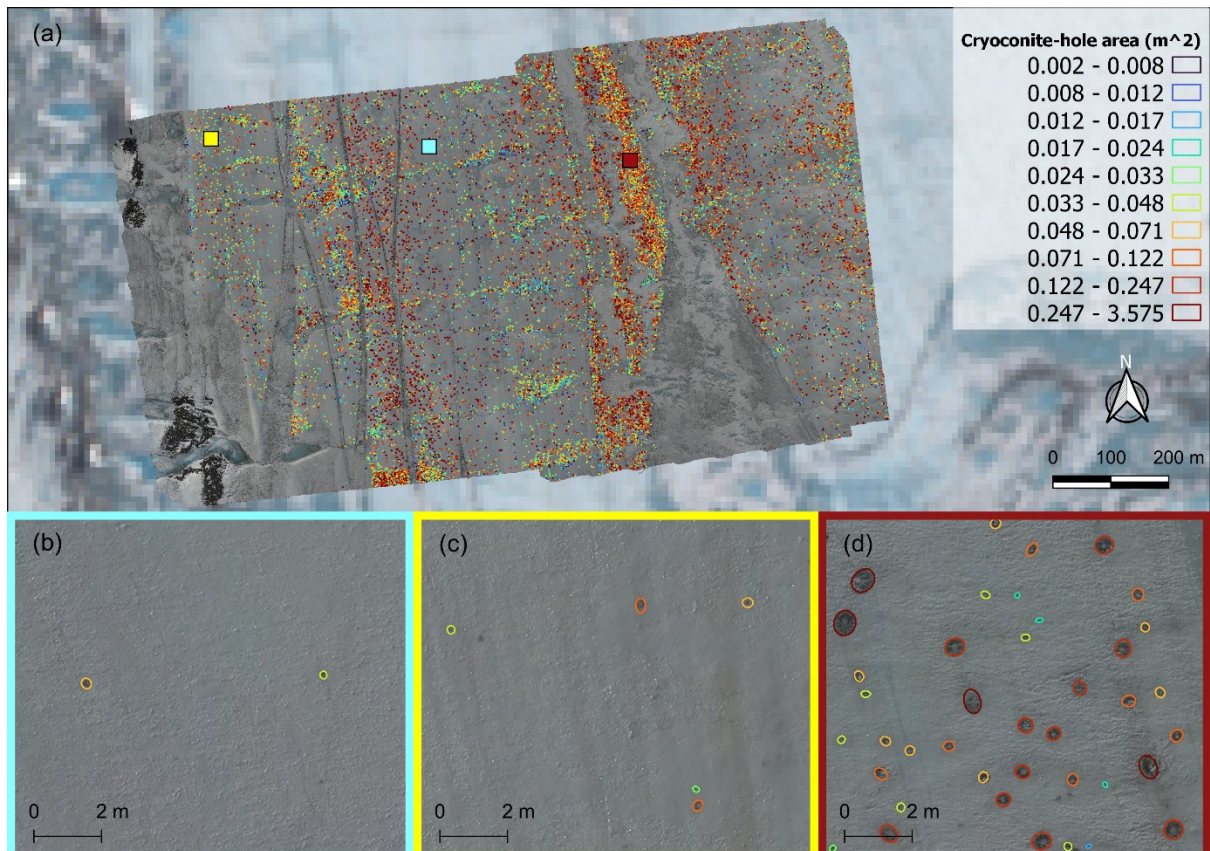 (a)
Cryoconite-hole area (m^2)
0.002 - 0.008
0.008 - 0.012
0.012 - 0.017
0.017 - 0.024
0.024 - 0.033
0.033 - 0.048
0.048 - 0.071
0.071 - 0.122
0.122 - 0.247
0.247 - 3.575
N
0 100 200 m
(b)
0 2 m
(c)
0 2 m
(d)
0 2 m